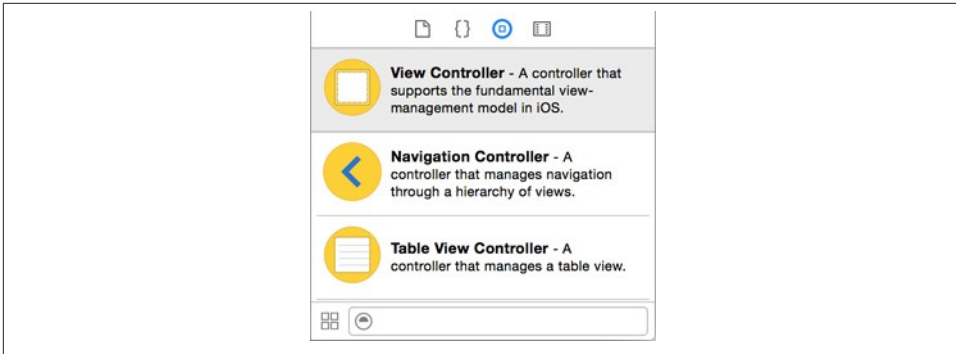 View Controller - A controller that
supports the fundamental view-
management model in iOS.
Navigation Controller - A
controller that manages navigation
through a hierarchy of views.
Table View Controller - A
controller that manages a table view.